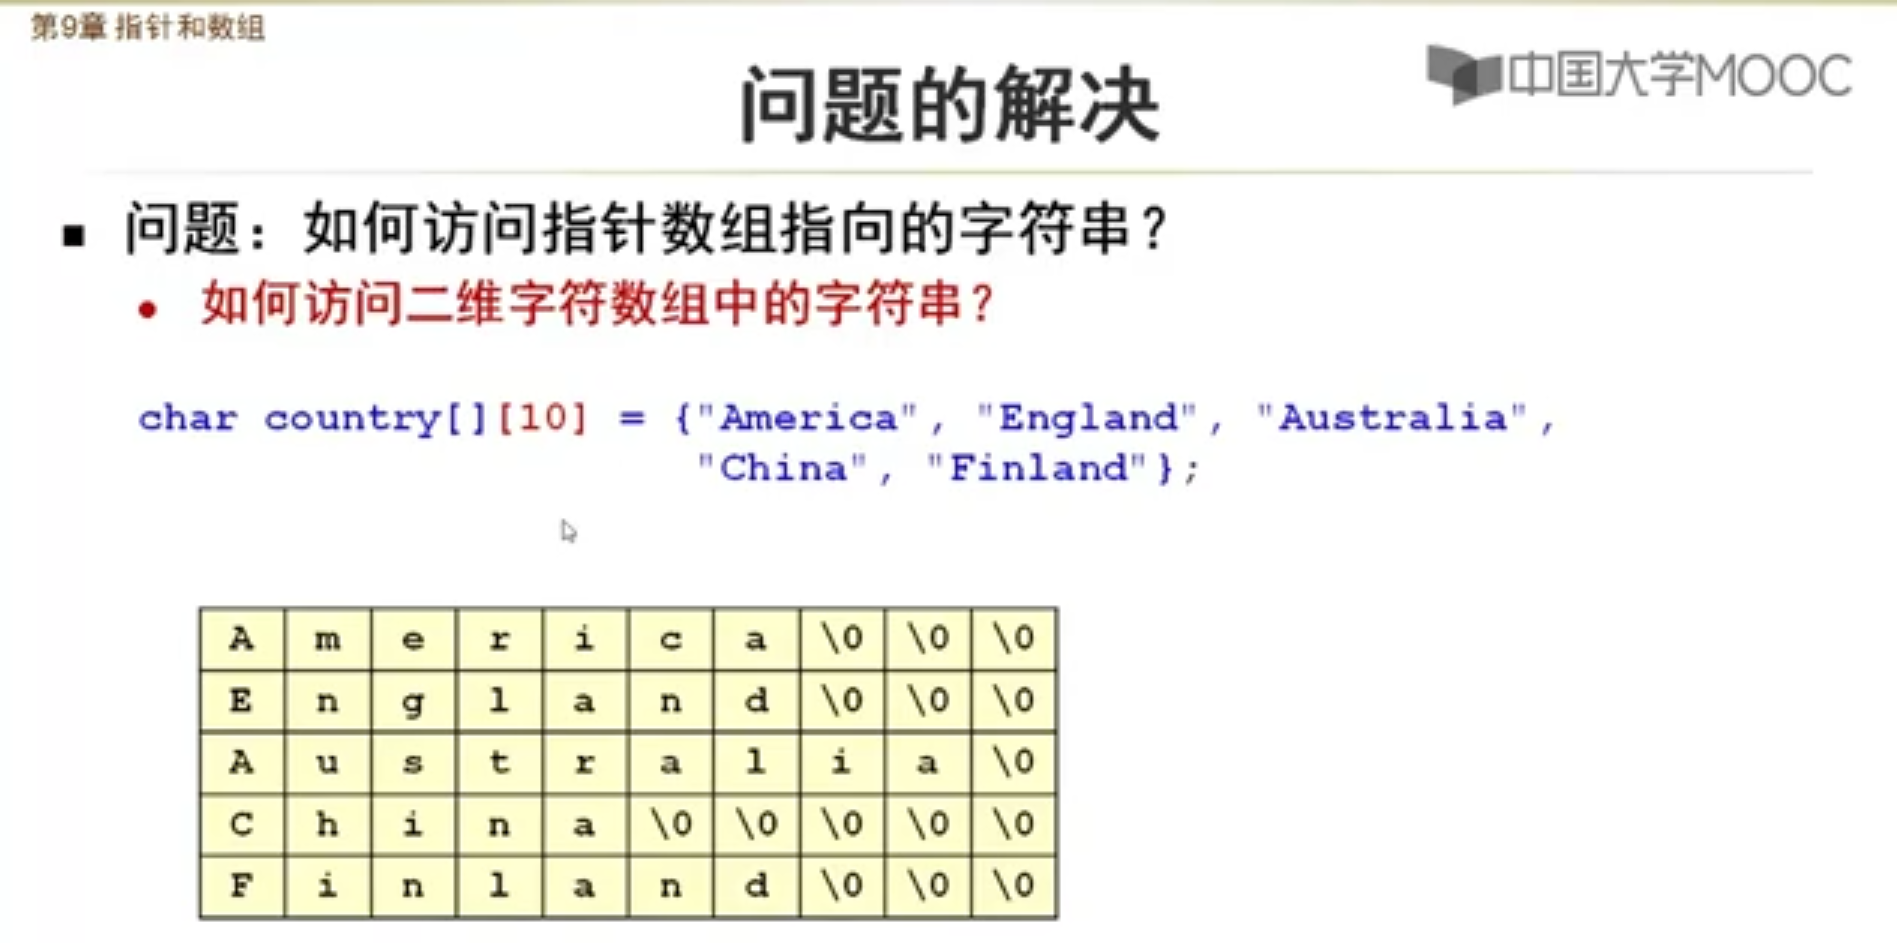 第9章 指针和数组
中国大学MOOC
问题的解决
■ 问题：如何访问指针数组指向的字符串？
• 如何访问二维字符数组中的字符串？
char country[][10] = {"America", "England", "Australia",
"China", "Finland"};
A m e r i c a \0 \0 \0
E n g l a n d \0 \0 \0
A u s t r a l i a \0
C h i n a \0 \0 \0 \0 \0
F i n l a n d \0 \0 \0